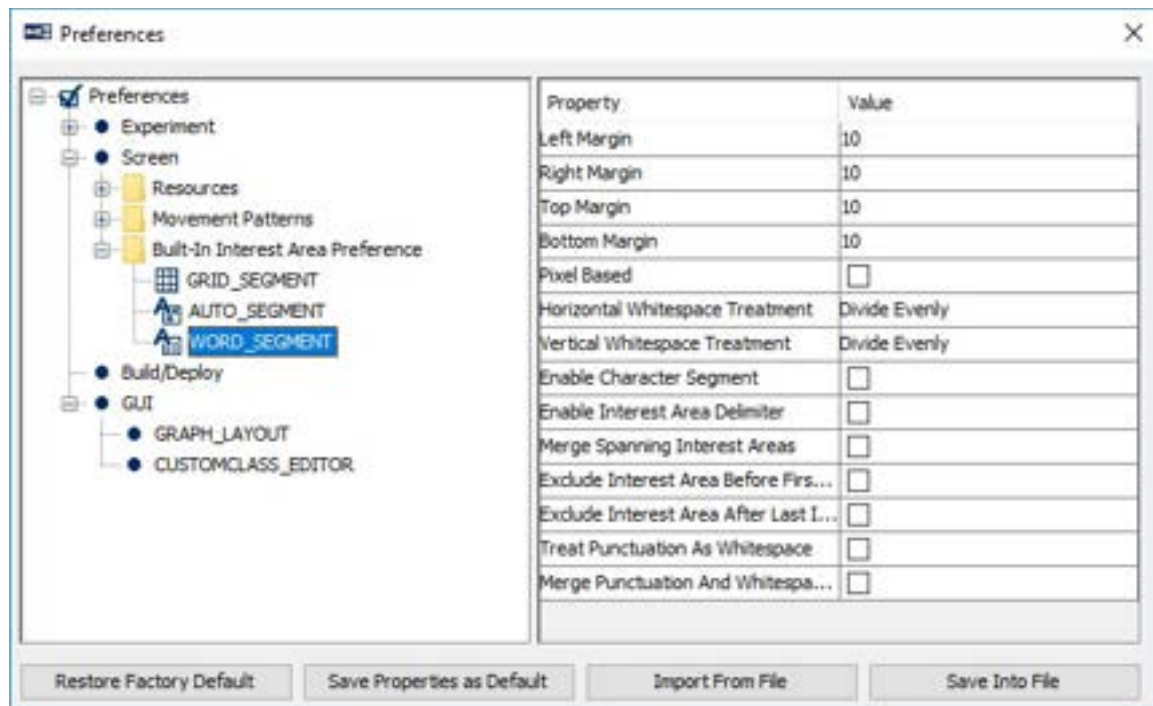 Preferences
Preferences
Experiment
Screen
Resources
Movement Patterns
Built-In Interest Area Preference
GRID_SEGMENT
AUTO_SEGMENT
WORD_SEGMENT
Build/Deploy
GUI
GRAPH_LAYOUT
CUSTOMCLASS_EDITOR
Property Value
Left Margin 10
Right Margin 10
Top Margin 10
Bottom Margin 10
Pixel Based
Horizontal Whitespace Treatment Divide Evenly
Vertical Whitespace Treatment Divide Evenly
Enable Character Segment
Enable Interest Area Delimiter
Merge Spanning Interest Areas
Exclude Interest Area Before Firs...
Exclude Interest Area After Last I...
Treat Punctuation As Whitespace
Merge Punctuation And Whitespa...
Restore Factory Default Save Properties as Default Import From File Save Into File